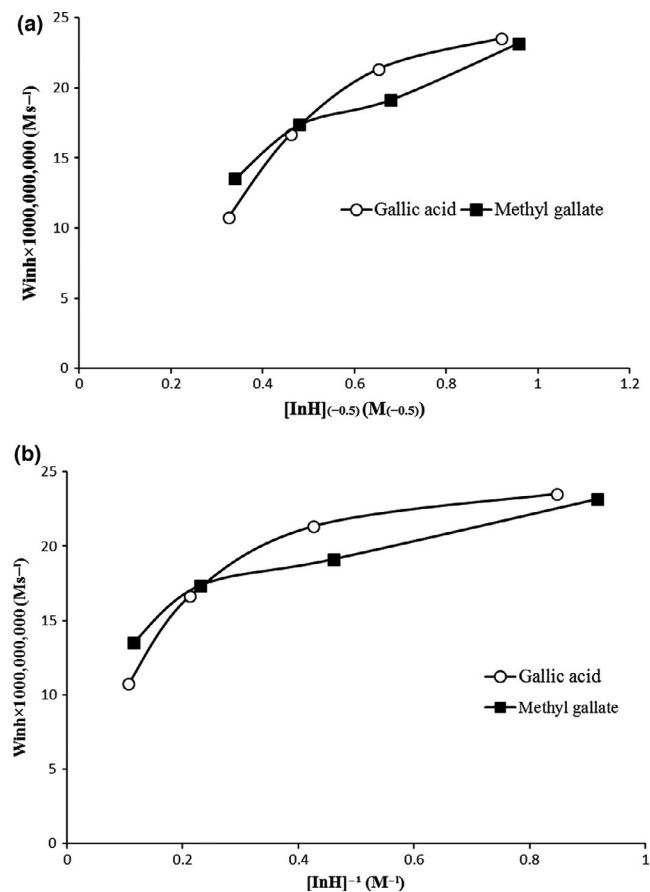 (a)
Winh×1000,000,000 (Ms⁻¹)
25
20
15
10
5
0
Gallic acid Methyl gallate
0 0.2 0.4 0.6 0.8 1 1.2
[InH](−0.5) (M(−0.5))
(b)
Winh×1000,000,000 (Ms⁻¹)
25
20
15
10
5
0
Gallic acid
Methyl gallate
0 0.2 0.4 0.6 0.8 1
[InH]⁻¹ (M⁻¹)